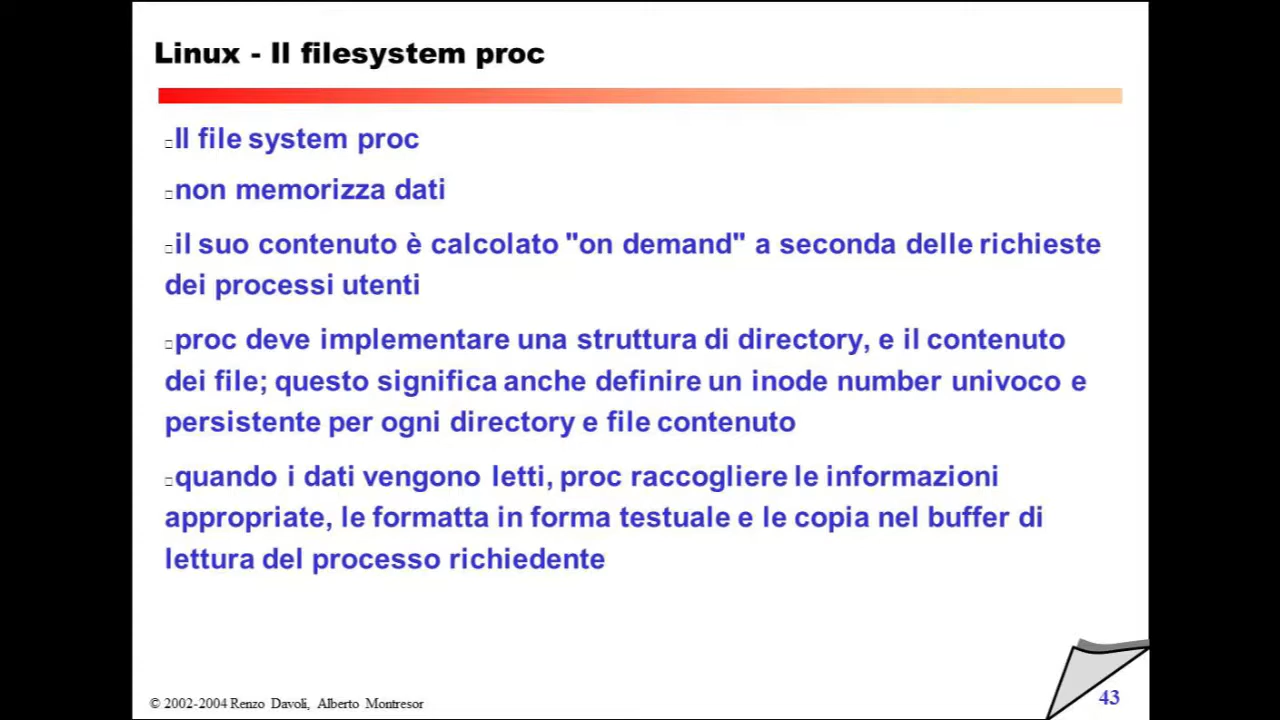 Linux - Il filesystem proc
Il file system proc
non memorizza dati
il suo contenuto è calcolato "on demand" a seconda delle richieste
dei processi utenti
proc deve implementare una struttura di directory, e il contenuto
dei file; questo significa anche definire un inode number univoco e
persistente per ogni directory e file contenuto
quando i dati vengono letti, proc raccogliere le informazioni
appropriate, le formatta in forma testuale e le copia nel buffer di
lettura del processo richiedente
© 2002-2004 Renzo Davoli, Alberto Montresor
43